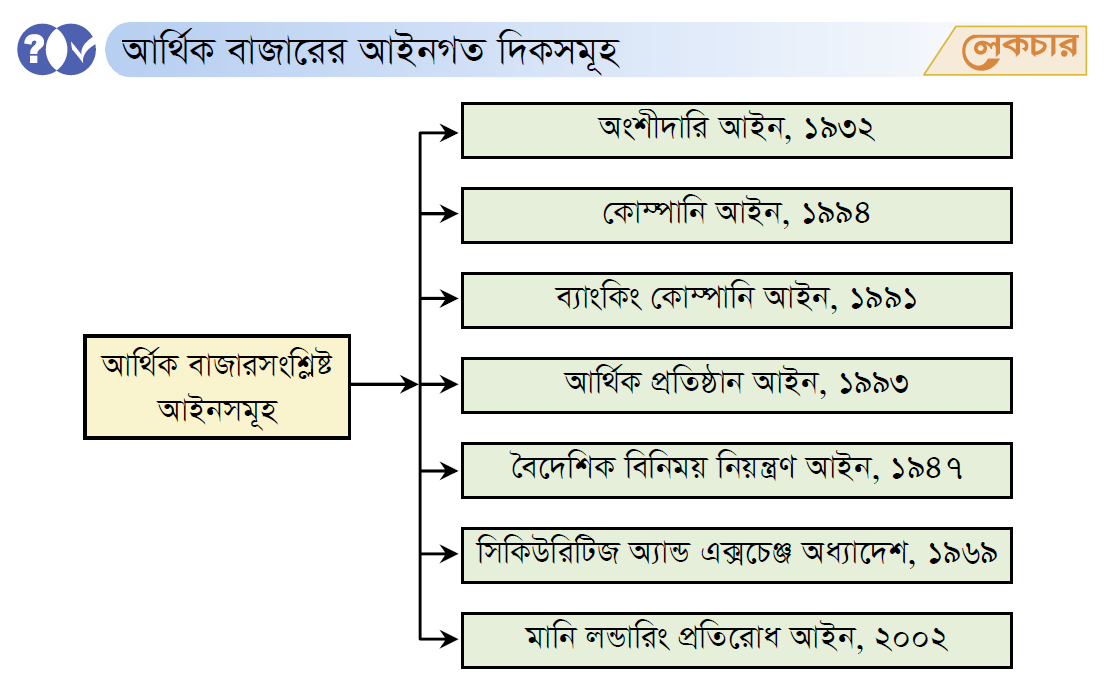 আর্থিক বাজারের আইনগত দিকসমূহ
লেকচার
অংশীদারি আইন, ১৯৩২
কোম্পানি আইন, ১৯৯৪
ব্যাংকিং কোম্পানি আইন, ১৯৯১
আর্থিক বাজারসংশ্লিষ্ট
আইনসমূহ
আর্থিক প্রতিষ্ঠান আইন, ১৯৯৩
বৈদেশিক বিনিময় নিয়ন্ত্রণ আইন, ১৯৪৭
সিকিউরিটিজ অ্যান্ড এক্সচেঞ্জ অধ্যাদেশ, ১৯৬৯
মানি লন্ডারিং প্রতিরোধ আইন, ২০০২